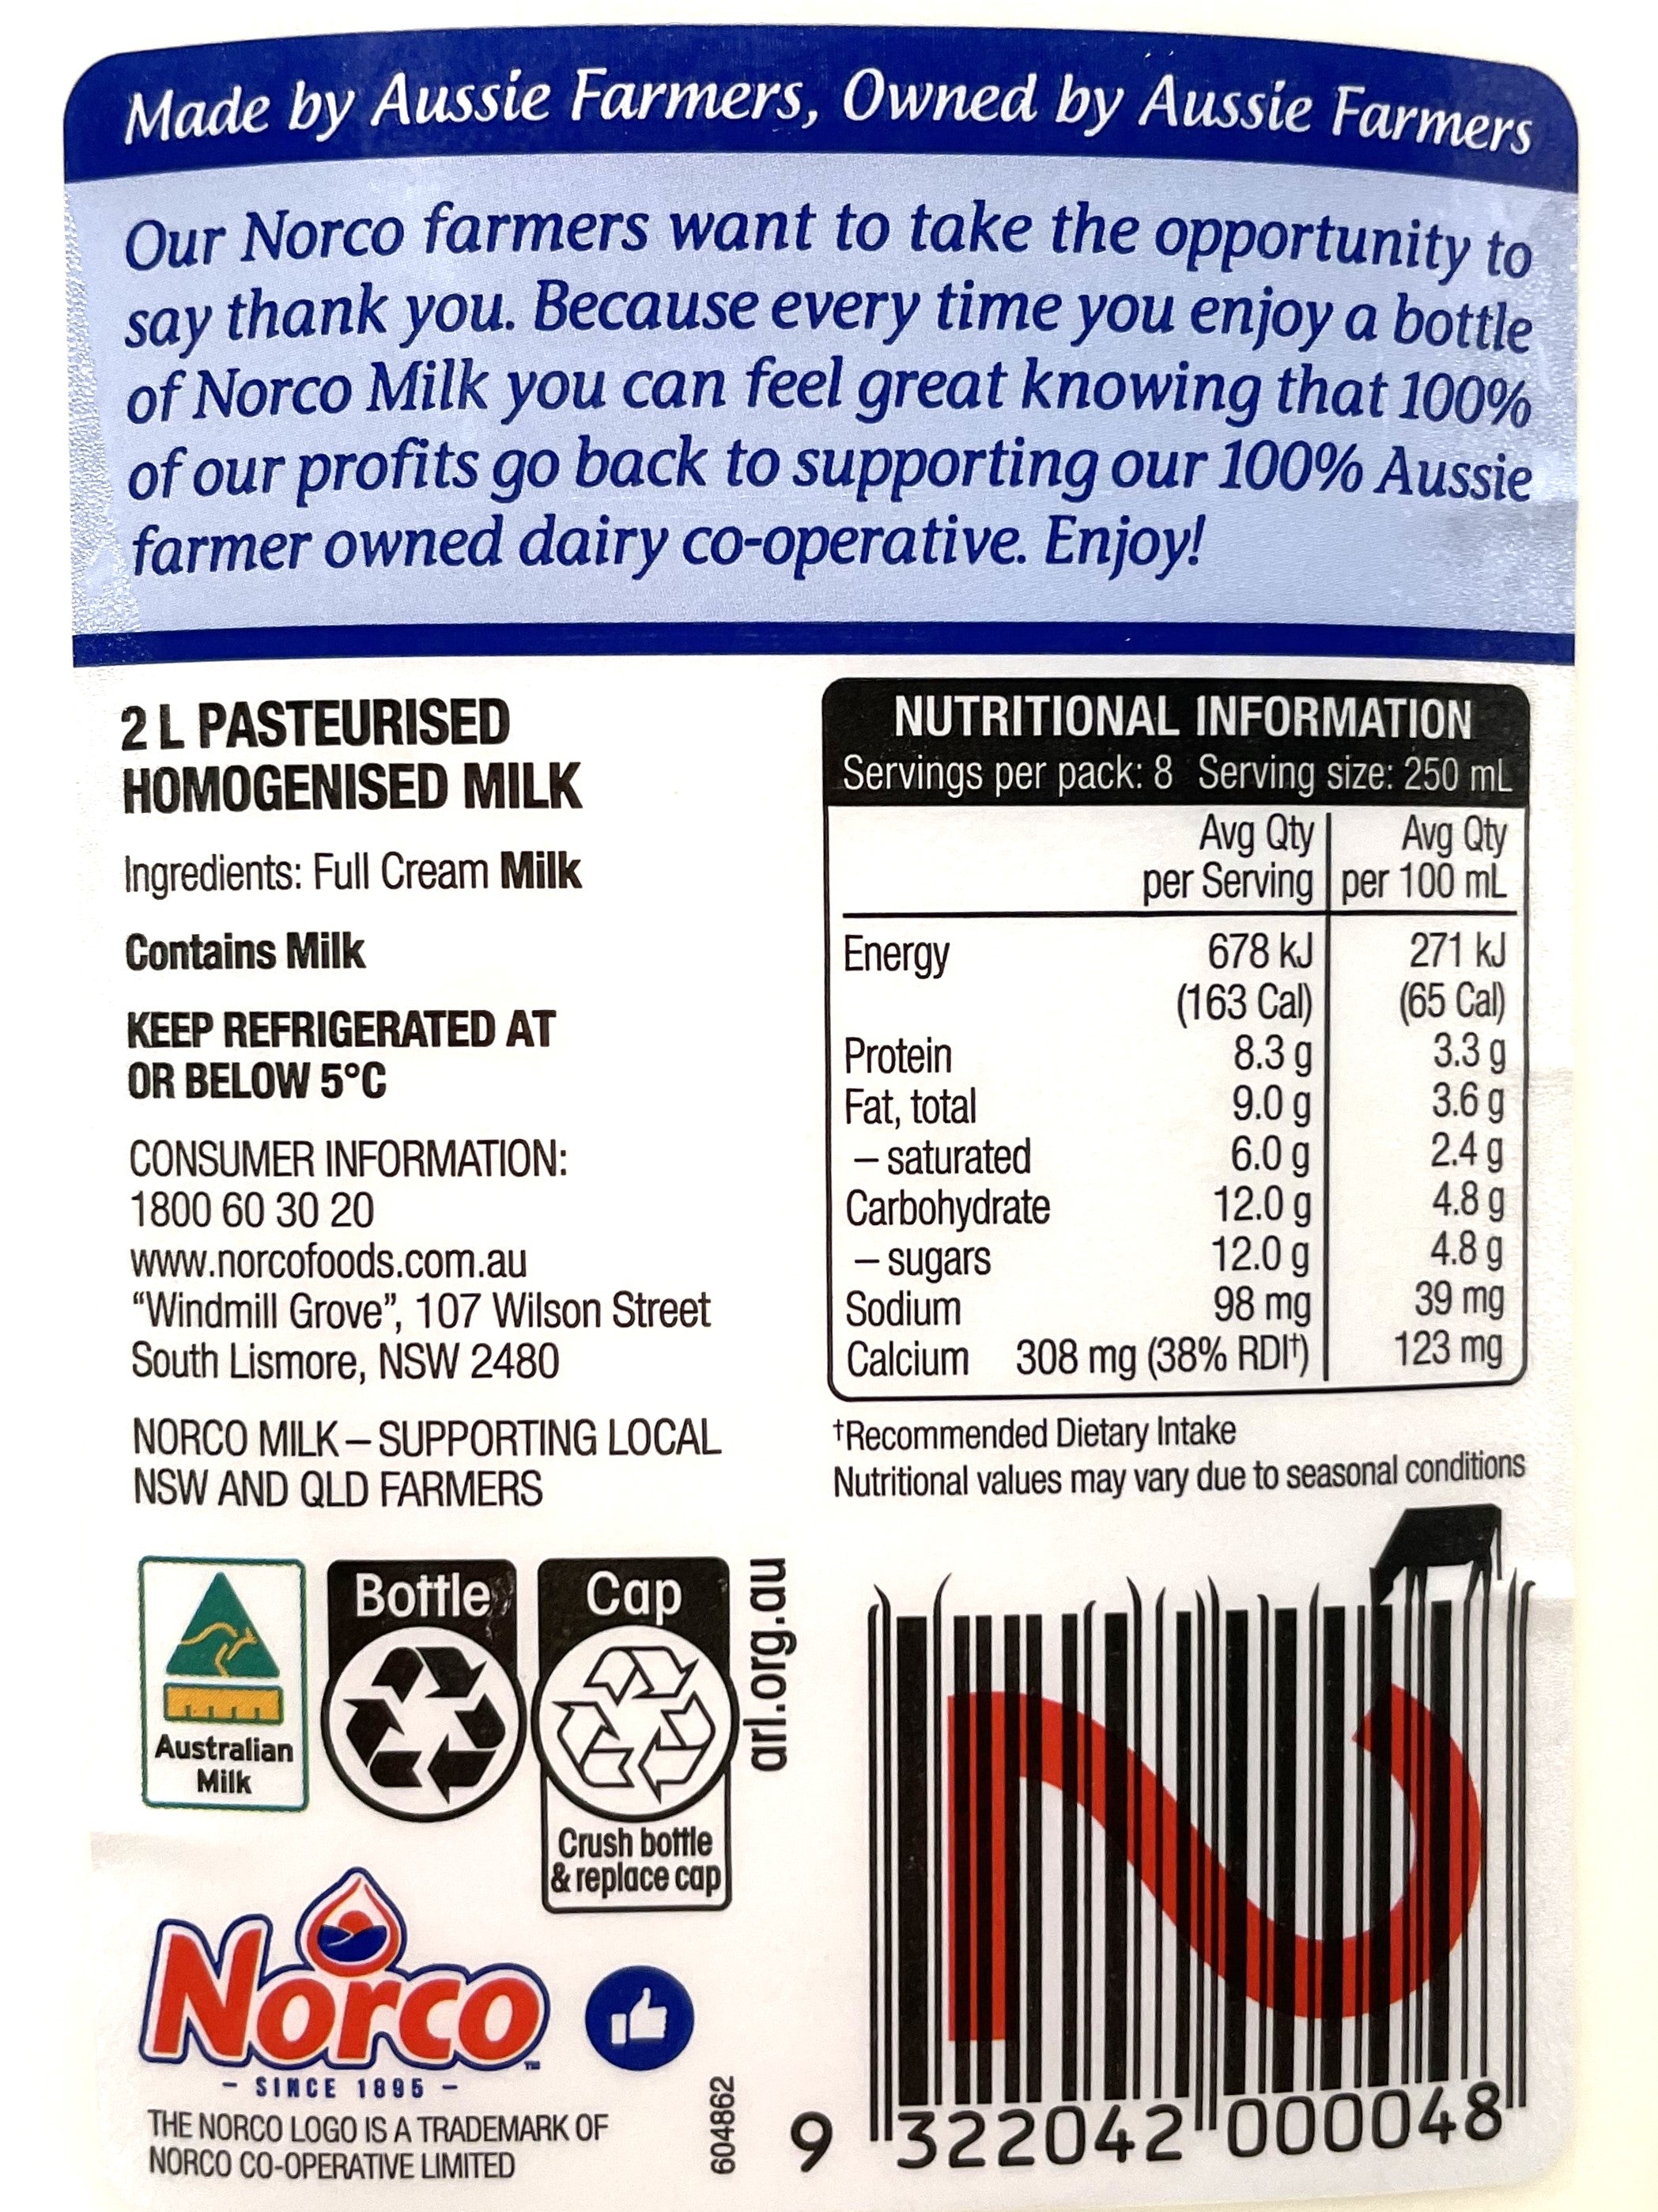 Made by Aussie Farmers, Owned by Aussie Farmers
Our Norco farmers want to take the opportunity to
say thank you. Because every time you enjoy a bottle
of Norco Milk you can feel great knowing that 100%
of our profits go back to supporting our 100% Aussie
farmer owned dairy co-operative. Enjoy!
2 L PASTEURISED
HOMOGENISED MILK
Ingredients: Full Cream Milk
Contains Milk
KEEP REFRIGERATED AT
OR BELOW 5°C
CONSUMER INFORMATION:
1800 60 30 20
www.norcofoods.com.au
“Windmill Grove”, 107 Wilson Street
South Lismore, NSW 2480
NORCO MILK – SUPPORTING LOCAL
NSW AND QLD FARMERS
NUTRITIONAL INFORMATION
Servings per pack: 8 Serving size: 250 mL
Avg Qty Avg Qty
per Serving per 100 mL
Energy 678 kJ 271 kJ
(163 Cal) (65 Cal)
Protein 8.3 g 3.3 g
Fat, total 9.0 g 3.6 g
– saturated 6.0 g 2.4 g
Carbohydrate 12.0 g 4.8 g
– sugars 12.0 g 4.8 g
Sodium 98 mg 39 mg
Calcium 308 mg (38% RDI†) 123 mg
†Recommended Dietary Intake
Nutritional values may vary due to seasonal conditions
Australian
Milk
Bottle
Cap
Crush bottle
& replace cap
arl.org.au
Norco™
– SINCE 1895 –
THE NORCO LOGO IS A TRADEMARK OF
NORCO CO-OPERATIVE LIMITED
604862
9 322042 000048